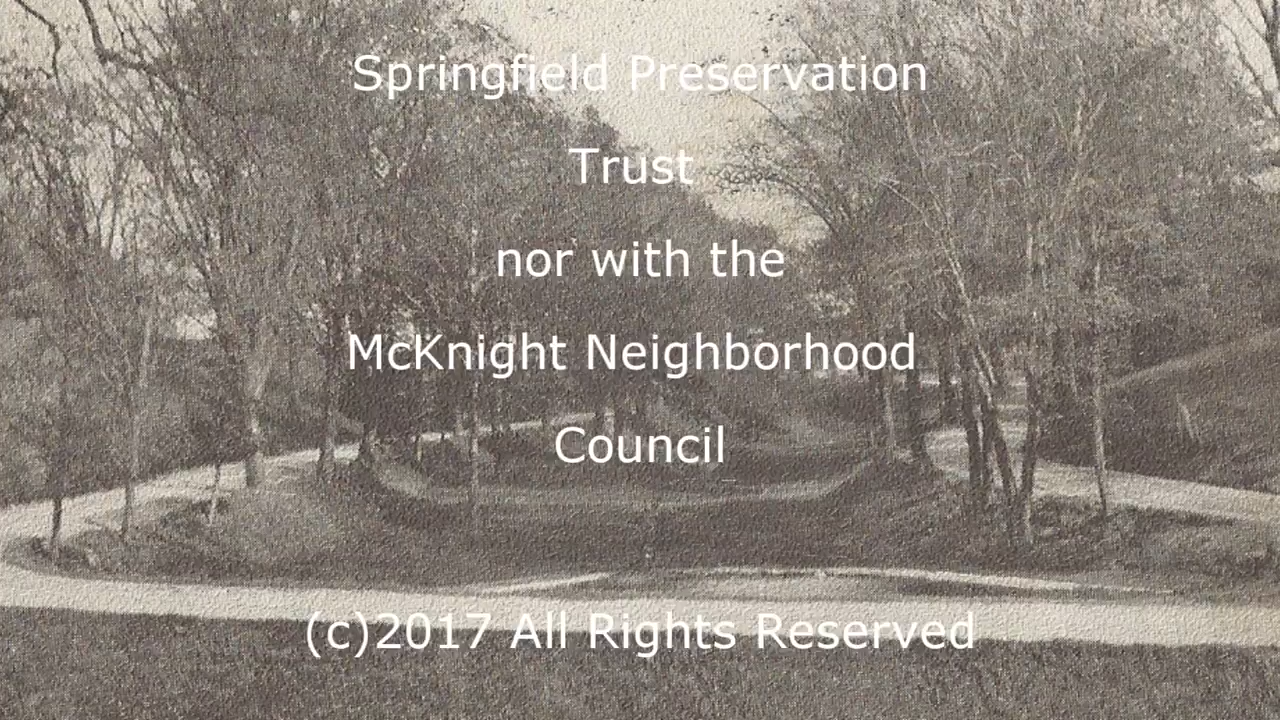 Springfield Preservation
Trust
nor with the
McKnight Neighborhood
Council
(c)2017 All Rights Reserved